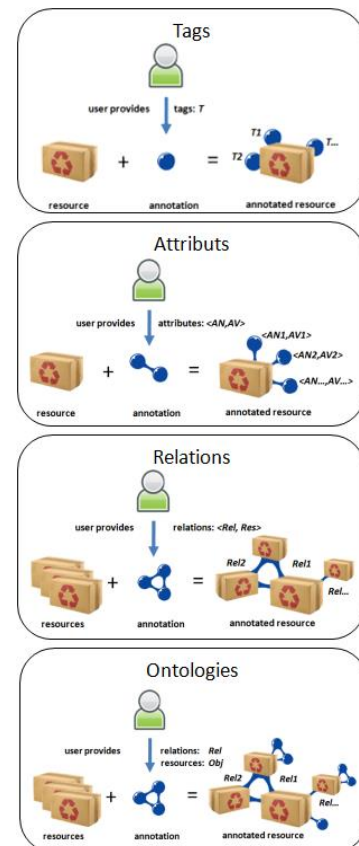 Tags
user provides tags: T
T1
T...
T2
+ =
resource annotation annotated resource
Attributs
user provides attributes: <AN,AV>
<AN1,AV1>
<AN2,AV2>
+ =
<AN...,AV...>
resource annotation annotated resource
Relations
user provides relations: <Rel, Res>
Rel2 Rel1
+ =
Rel...
resources annotation annotated resource
Ontologies
user provides relations: Rel
resources: Obj
Rel2 Rel1
+ =
Rel...
resources annotation annotated resource